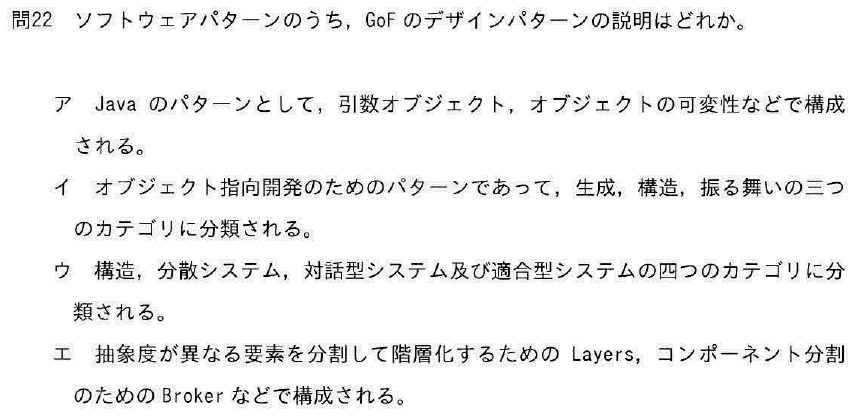 問22 ソフトウェアパターンのうち，GoF のデザインパターンの説明はどれか。
ア Java のパターンとして，引数オブジェクト，オブジェクトの可変性などで構成
される。
イ オブジェクト指向開発のためのパターンであって，生成，構造，振る舞いの三つ
のカテゴリに分類される。
ウ 構造，分散システム，対話型システム及び適合型システムの四つのカテゴリに分
類される。
エ 抽象度が異なる要素を分割して階層化するための Layers，コンポーネント分割
のための Broker などで構成される。